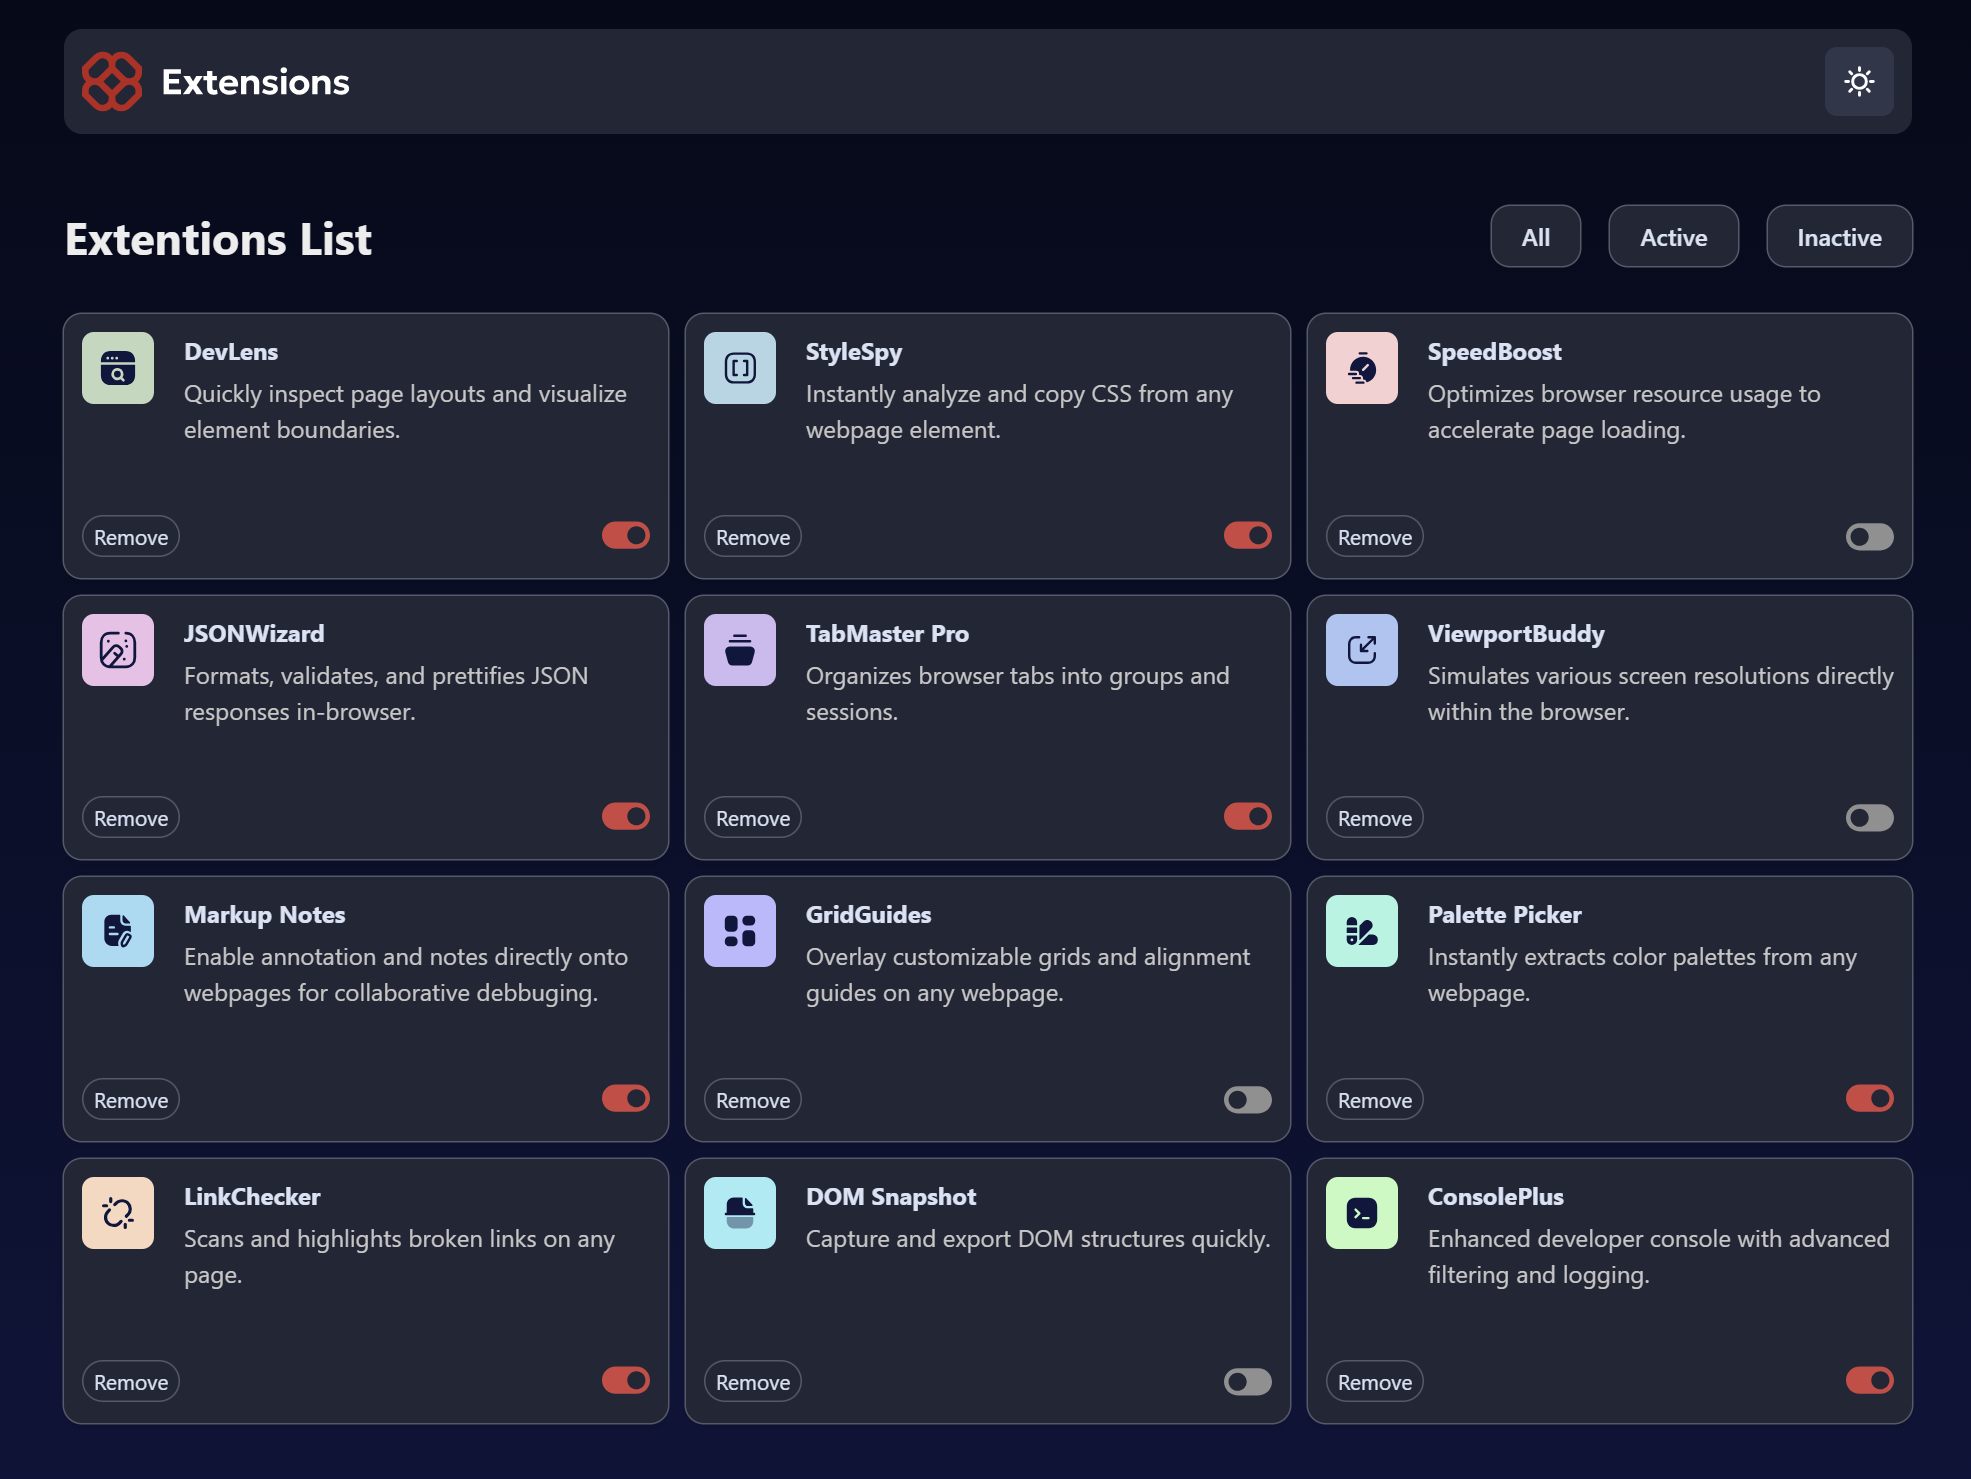 Extensions
Extentions List
All
Active
Inactive
DevLens
Quickly inspect page layouts and visualize
element boundaries.
Remove
StyleSpy
Instantly analyze and copy CSS from any
webpage element.
Remove
SpeedBoost
Optimizes browser resource usage to
accelerate page loading.
Remove
JSONWizard
Formats, validates, and prettifies JSON
responses in-browser.
Remove
TabMaster Pro
Organizes browser tabs into groups and
sessions.
Remove
ViewportBuddy
Simulates various screen resolutions directly
within the browser.
Remove
Markup Notes
Enable annotation and notes directly onto
webpages for collaborative debbuging.
Remove
GridGuides
Overlay customizable grids and alignment
guides on any webpage.
Remove
Palette Picker
Instantly extracts color palettes from any
webpage.
Remove
LinkChecker
Scans and highlights broken links on any
page.
Remove
DOM Snapshot
Capture and export DOM structures quickly.
Remove
ConsolePlus
Enhanced developer console with advanced
filtering and logging.
Remove